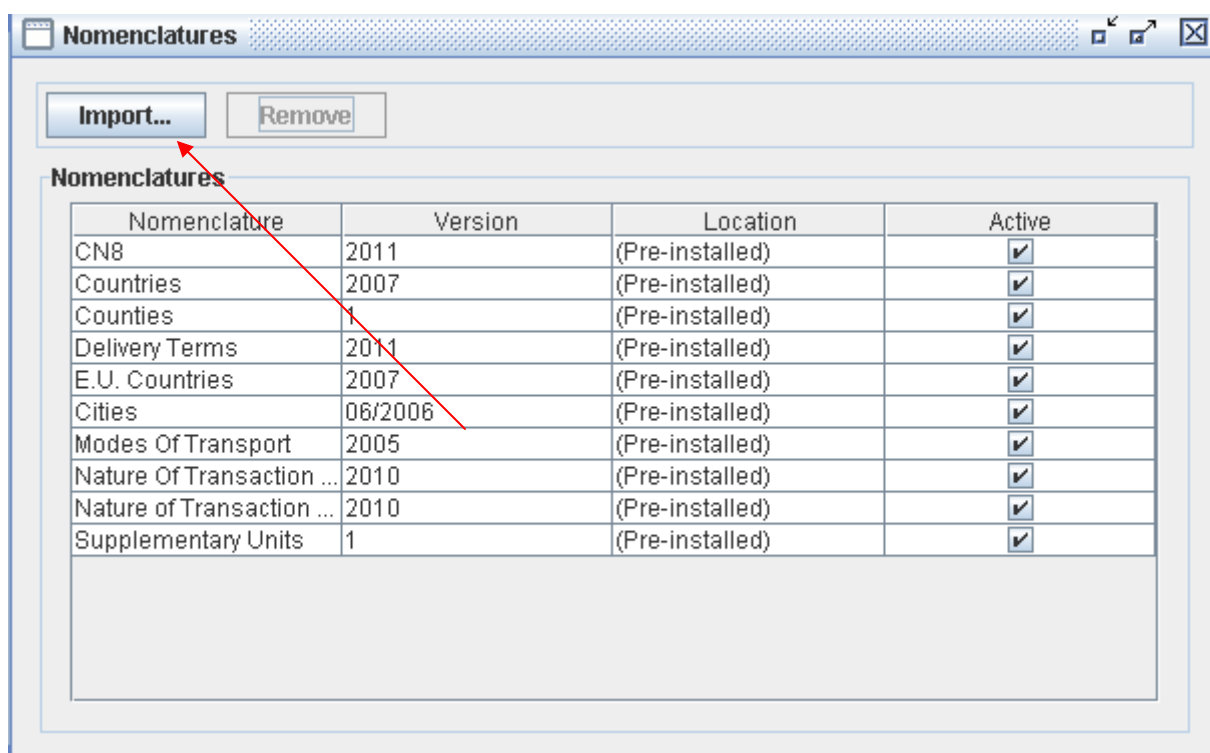 Nomenclatures
Import... Remove
Nomenclatures
Nomenclature Version Location Active
CN8 2011 (Pre-installed)
Countries 2007 (Pre-installed)
Counties 1 (Pre-installed)
Delivery Terms 2011 (Pre-installed)
E.U. Countries 2007 (Pre-installed)
Cities 06/2006 (Pre-installed)
Modes Of Transport 2005 (Pre-installed)
Nature Of Transaction ... 2010 (Pre-installed)
Nature of Transaction ... 2010 (Pre-installed)
Supplementary Units 1 (Pre-installed)